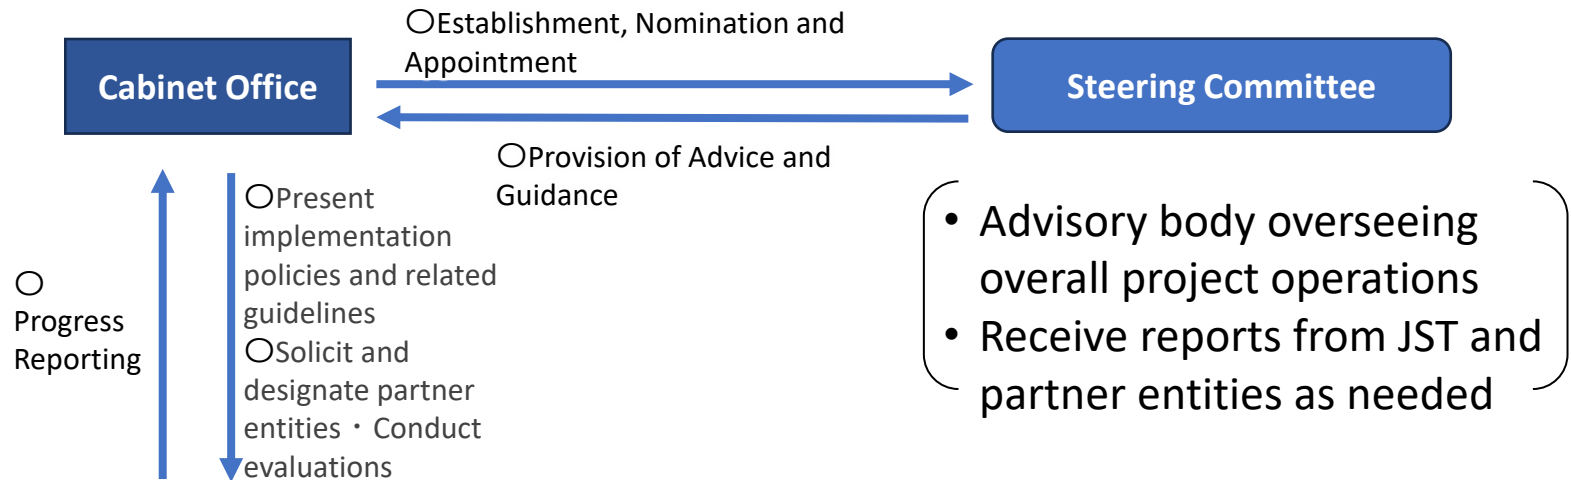 〇Establishment, Nomination and
Appointment
Cabinet Office
Steering Committee
〇Provision of Advice and
Guidance
〇Present
implementation
policies and related
guidelines
〇Solicit and
designate partner
entities・Conduct
evaluations
〇
Progress
Reporting
• Advisory body overseeing
overall project operations
• Receive reports from JST and
partner entities as needed